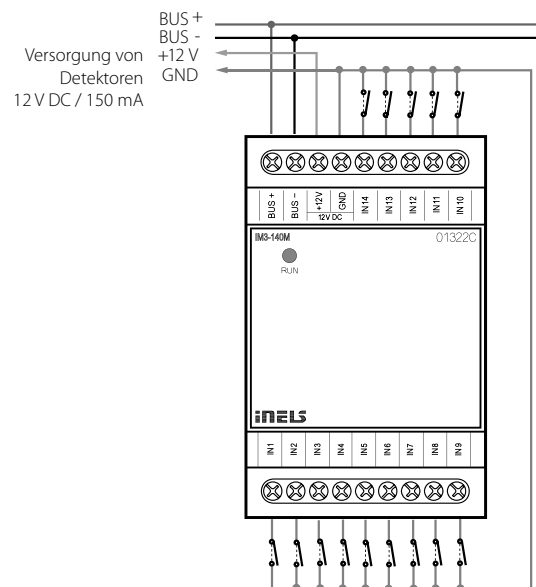 BUS +
BUS -
Versorgung von +12 V
Detektoren GND
12 V DC / 150 mA
BUS + BUS - +12V GND IN14 IN13 IN12 IN11 IN10
12V DC
IM3-140M 01322C
RUN
iNELS
IN1 IN2 IN3 IN4 IN5 IN6 IN7 IN8 IN9